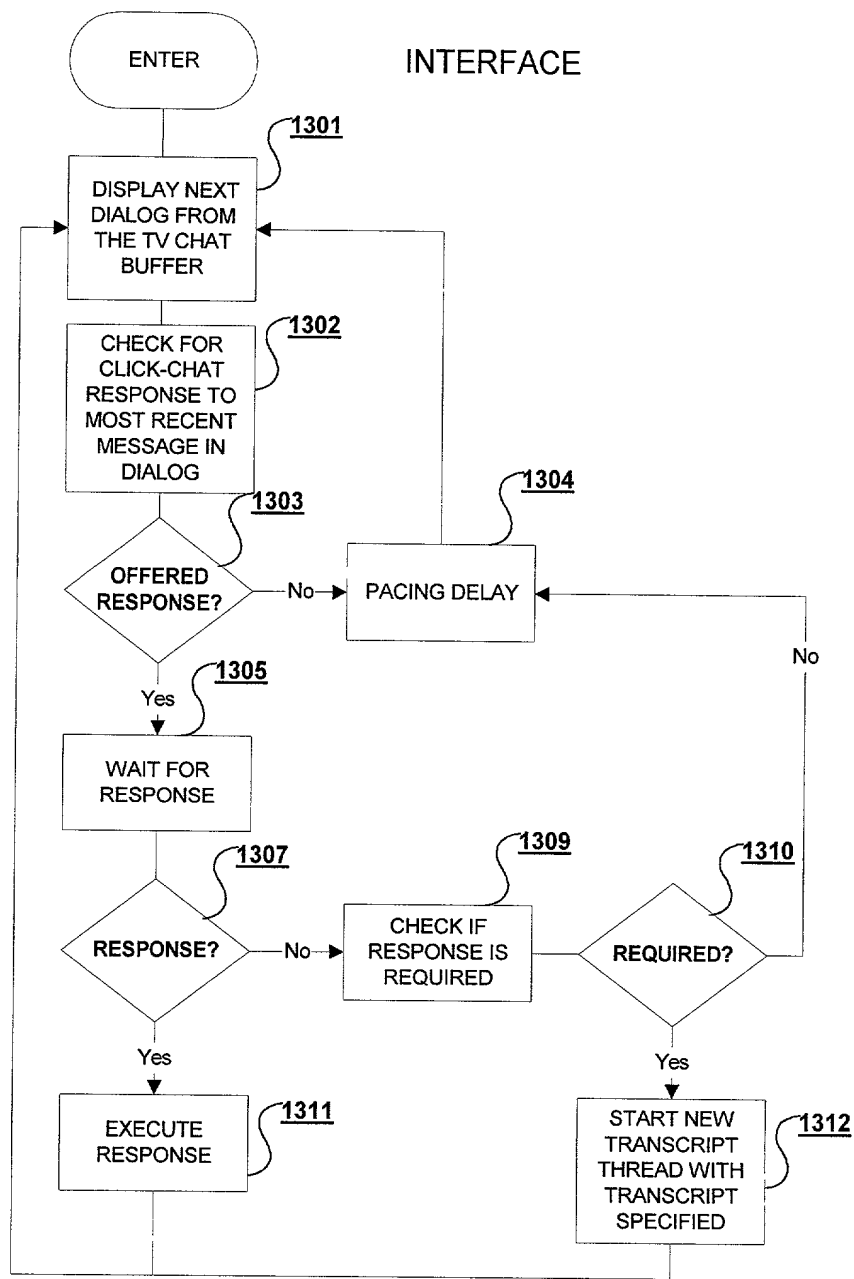 ENTER
INTERFACE
1301
DISPLAY NEXT
DIALOG FROM
THE TV CHAT
BUFFER
1302
CHECK FOR
CLICK-CHAT
RESPONSE TO
MOST RECENT
MESSAGE IN
DIALOG
1303
1304
OFFERED
RESPONSE?
No
PACING DELAY
No
1305
Yes
WAIT FOR
RESPONSE
1307
1309
1310
RESPONSE?
No
CHECK IF
RESPONSE IS
REQUIRED
REQUIRED?
Yes
Yes
1311
EXECUTE
RESPONSE
START NEW
TRANSCRIPT
THREAD WITH
TRANSCRIPT
SPECIFIED
1312